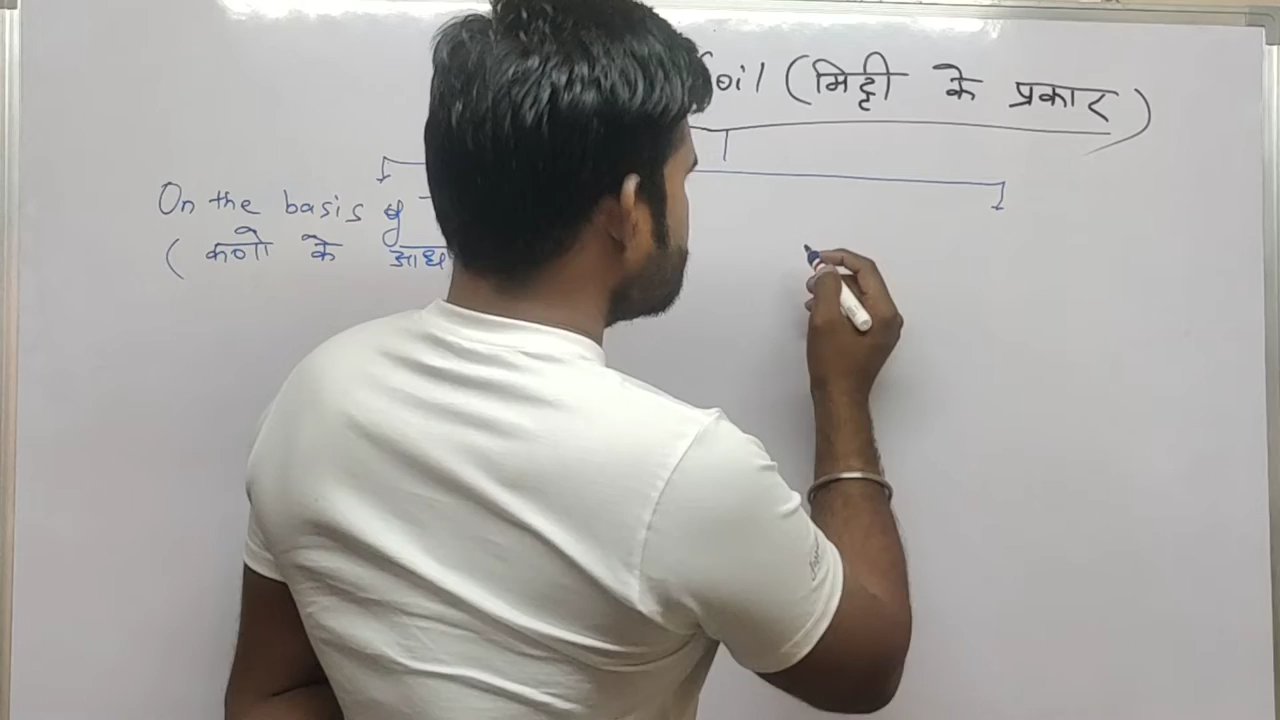 Soil (मिट्टी के प्रकार)
On the basis of
( कणो के आधा